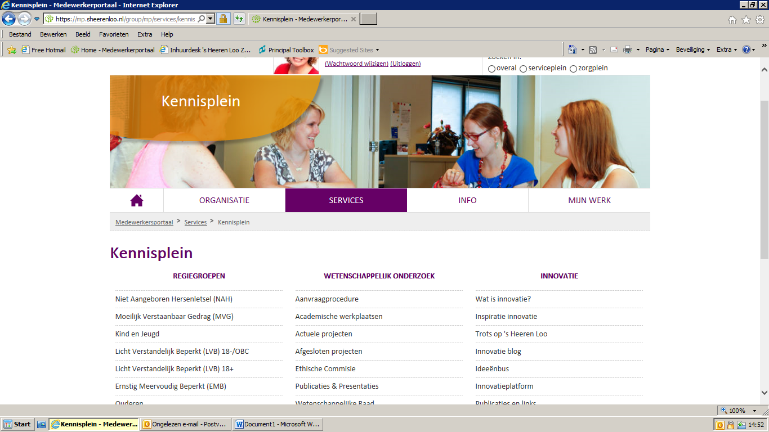 Kennisplein - Medewerkerportaal - Internet Explorer
https://mp.sheerenloo.nl/group/mp/services/kennis
Kennisplein - Medewerkerpor...
Bestand Bewerken Beeld Favorieten Extra Help
Free Hotmail Home - Medewerkerportaal Inhuurdesk 's Heeren Loo Z... Principal Toolbox Suggested Sites
Pagina Beveiliging Extra
(Wachtwoord wijzigen) (Uitloggen)
Zoeken in:
overal serviceplein zorgplein
Kennisplein
ORGANISATIE SERVICES INFO MIJN WERK
Medewerkersportaal > Services > Kennisplein
Kennisplein
REGIEGROEPEN
Niet Aangeboren Hersenletsel (NAH)
Moeilijk Verstaanbaar Gedrag (MVG)
Kind en Jeugd
Licht Verstandelijk Beperkt (LVB) 18-/OBC
Licht Verstandelijk Beperkt (LVB) 18+
Ernstig Meervoudig Beperkt (EMB)
Ouderen
WETENSCHAPPELIJK ONDERZOEK
Aanvraagprocedure
Academische werkplaatsen
Actuele projecten
Afgesloten projecten
Ethische Commisie
Publicaties & Presentaties
Wetenschappelijke Raad
INNOVATIE
Wat is innovatie?
Inspiratie innovatie
Trots op 's Heeren Loo
Innovatie blog
Ideeënbus
Innovatieplatform
Publicaties en links
100%
Start Kennisplein - Medewer... Ongelezen e-mail - Postv... Document1 - Microsoft W... 14:52